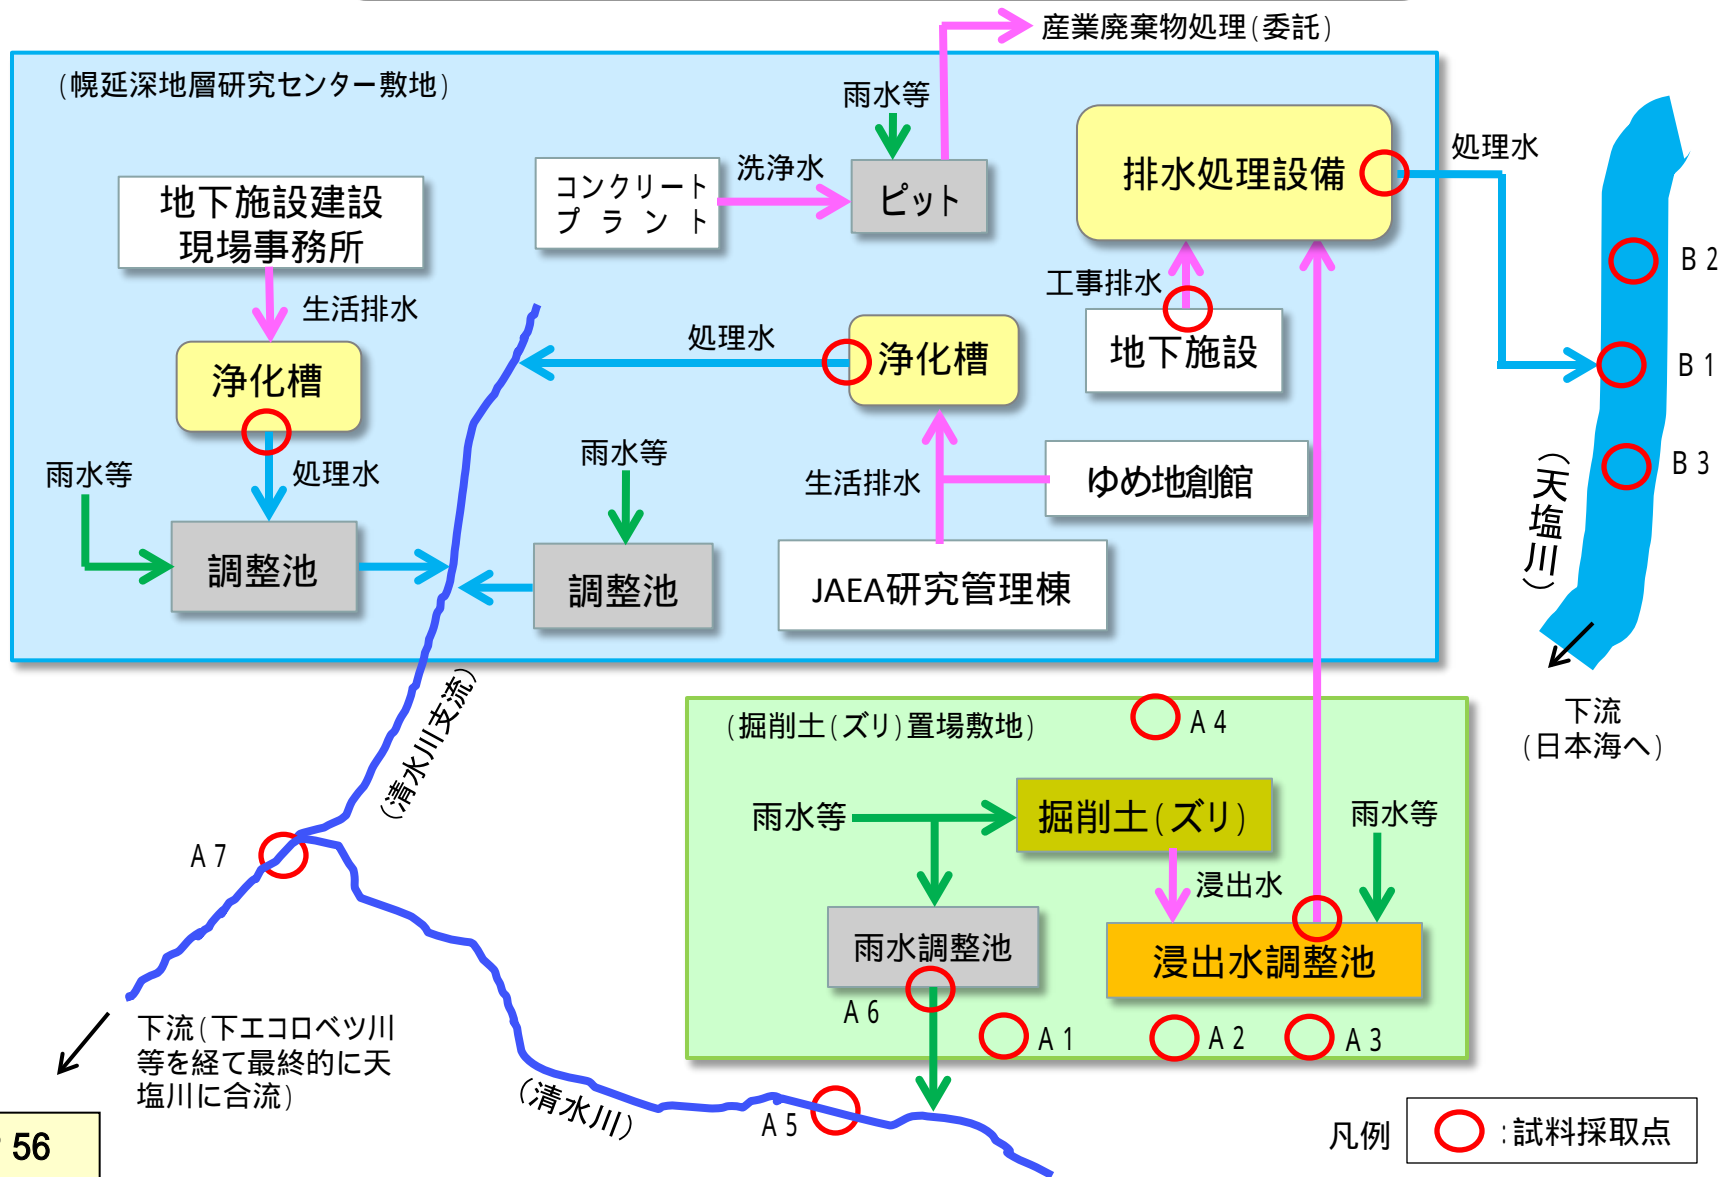 産業廃棄物処理(委託)
(幌延深地層研究センター敷地)
雨水等
処理水
排水処理設備
洗浄水
コンクリート
プラント
ピット
地下施設建設
現場事務所
B 2
工事排水
生活排水
処理水
地下施設
浄化槽
B 1
浄化槽
雨水等
B 3
雨水等
処理水
生活排水
ゆめ地創館
(天塩川)
調整池
調整池
JAEA研究管理棟
(清水川支流)
下流
(日本海へ)
(掘削土(ズリ)置場敷地)
A 4
雨水等
掘削土(ズリ)
雨水等
A 7
浸出水
雨水調整池
浸出水調整池
A 6
A 1
A 2
A 3
下流(下エコロベツ川
等を経て最終的に天
塩川に合流)
(清水川)
A 5
凡例
:試料採取点
56